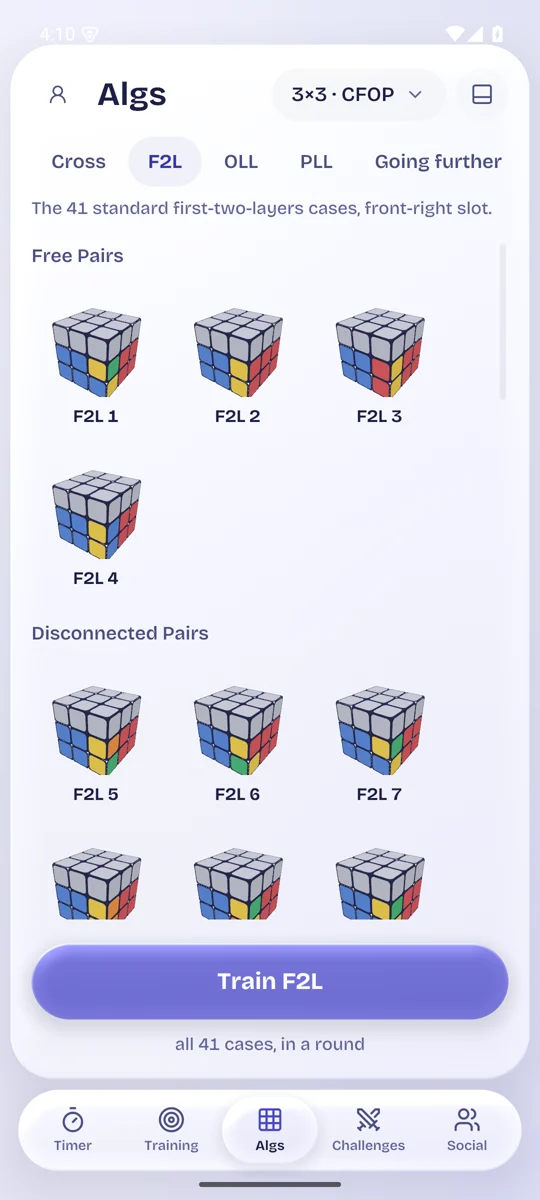 4:10
Algs
3×3 · CFOP
Cross
F2L
OLL
PLL
Going further
The 41 standard first-two-layers cases, front-right slot.
Free Pairs
F2L 1
F2L 2
F2L 3
F2L 4
Disconnected Pairs
F2L 5
F2L 6
F2L 7
Train F2L
all 41 cases, in a round
Timer
Training
Algs
Challenges
Social